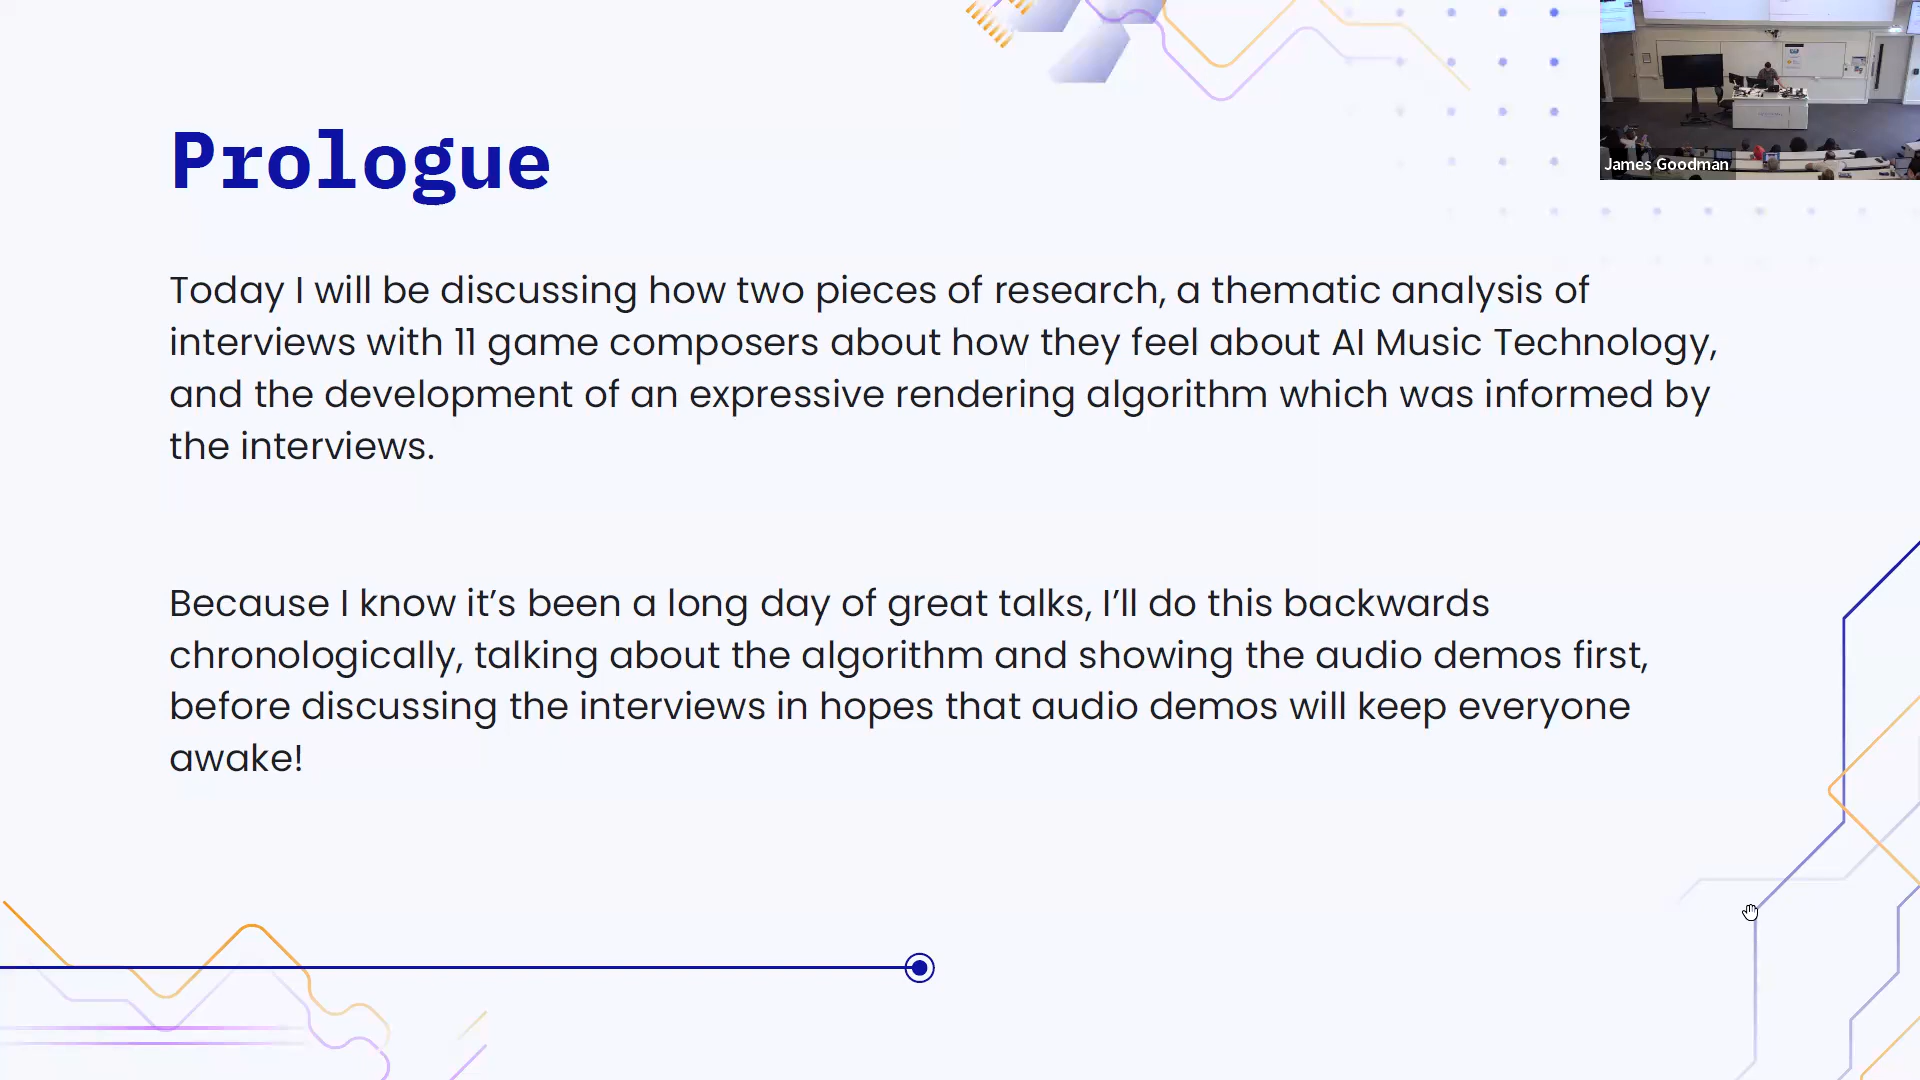 Prologue
James Goodman
Today I will be discussing how two pieces of research, a thematic analysis of
interviews with 11 game composers about how they feel about AI Music Technology,
and the development of an expressive rendering algorithm which was informed by
the interviews.
Because I know it’s been a long day of great talks, I’ll do this backwards
chronologically, talking about the algorithm and showing the audio demos first,
before discussing the interviews in hopes that audio demos will keep everyone
awake!